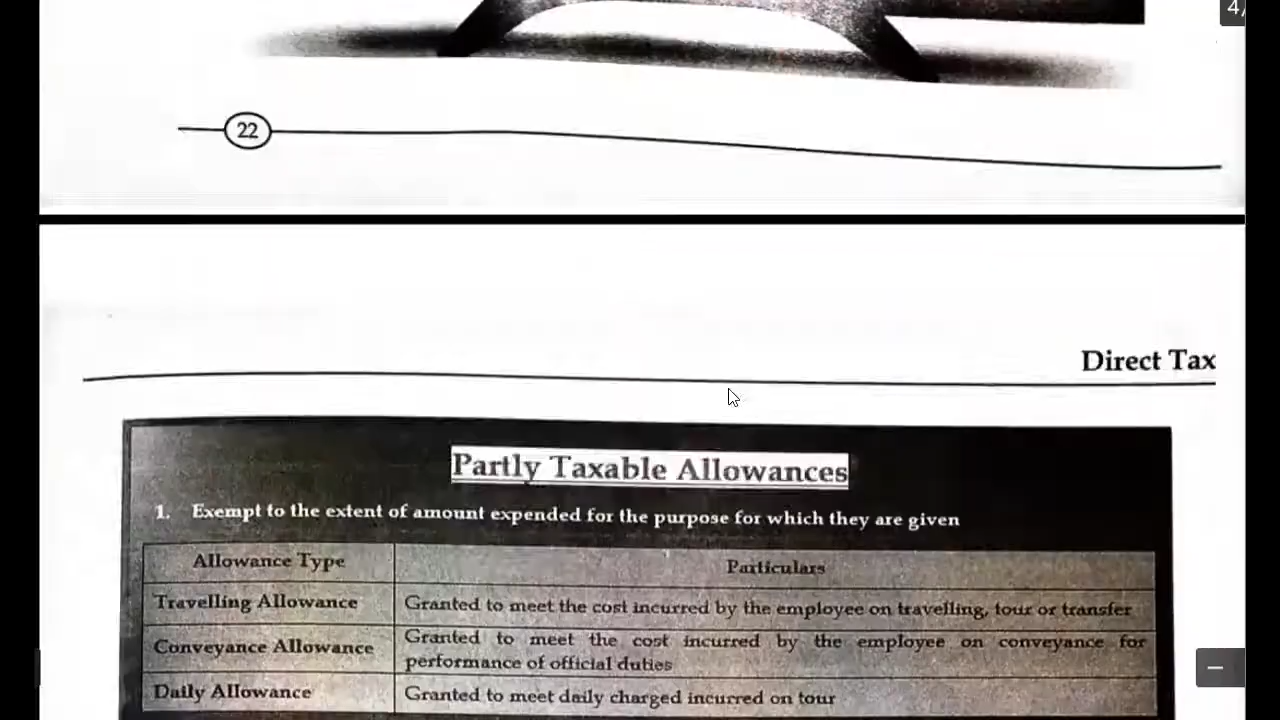 4/
22
Direct Tax
Partly Taxable Allowances
1. Exempt to the extent of amount expended for the purpose for which they are given
Allowance Type Particulars
Travelling Allowance Granted to meet the cost incurred by the employee on travelling, tour or transfer
Conveyance Allowance Granted to meet the cost incurred by the employee on conveyance for
performance of official duties
Daily Allowance Granted to meet daily charged incurred on tour